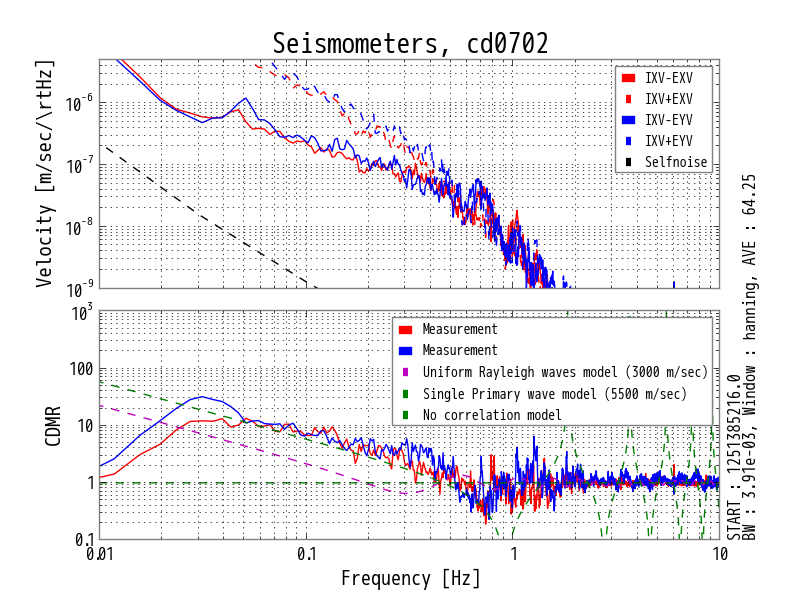 Seismometers, cd0702
Velocity [m/sec/\rtHz]
10^-6
10^-7
10^-8
10^-9
IXV-EXV
IXV+EXV
IXV-EYV
IXV+EYV
Selfnoise
CDMR
10^3
100
10
1
0.1
Measurement
Measurement
Uniform Rayleigh waves model (3000 m/sec)
Single Primary wave model (5500 m/sec)
No correlation model
0.01
0.1
1
10
Frequency [Hz]
START : 1251385216.0
BW : 3.91e-03, Window : hanning, AVE : 64.25